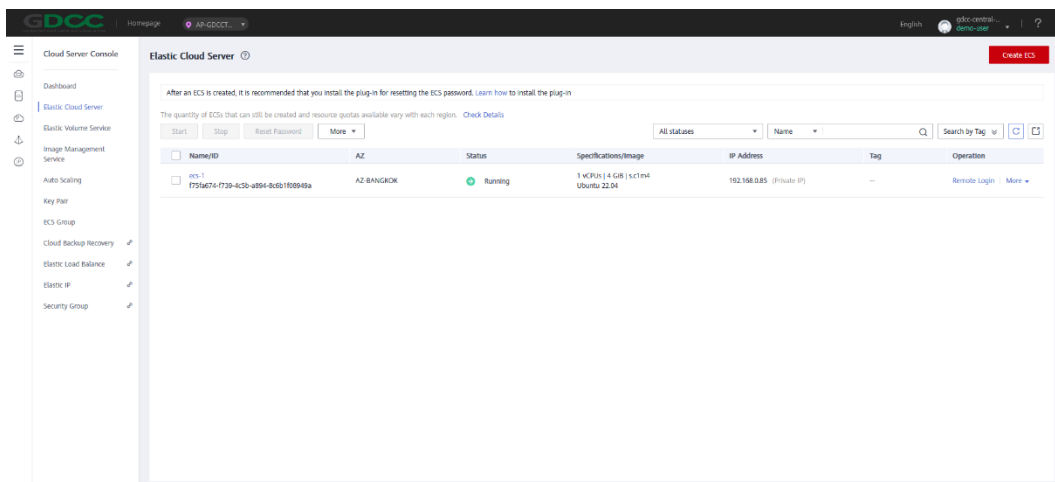 GDCC
Homepage
AP-GDCCT...
English
gdcc-central-...
demo-user
?
Cloud Server Console
Dashboard
Elastic Cloud Server
Elastic Volume Service
Image Management
Service
Auto Scaling
Key Pair
ECS Group
Cloud Backup Recovery
Elastic Load Balance
Elastic IP
Security Group
Elastic Cloud Server
Create ECS
After an ECS is created, it is recommended that you install the plug-in for resetting the ECS password. Learn how to install the plug-in
The quantity of ECSs that can still be created and resource quotas available vary with each region. Check Details
Start Stop Reset Password More All statuses Name Search by Tag
Name/ID AZ Status Specifications/Image IP Address Tag Operation
ecs-1
f75fa674-f739-4c5b-a894-8c6b1f08949a
AZ-BANGKOK
Running
1 vCPUs | 4 GiB | s.c1m4
Ubuntu 22.04
192.168.0.85 (Private IP)
--
Remote Login More